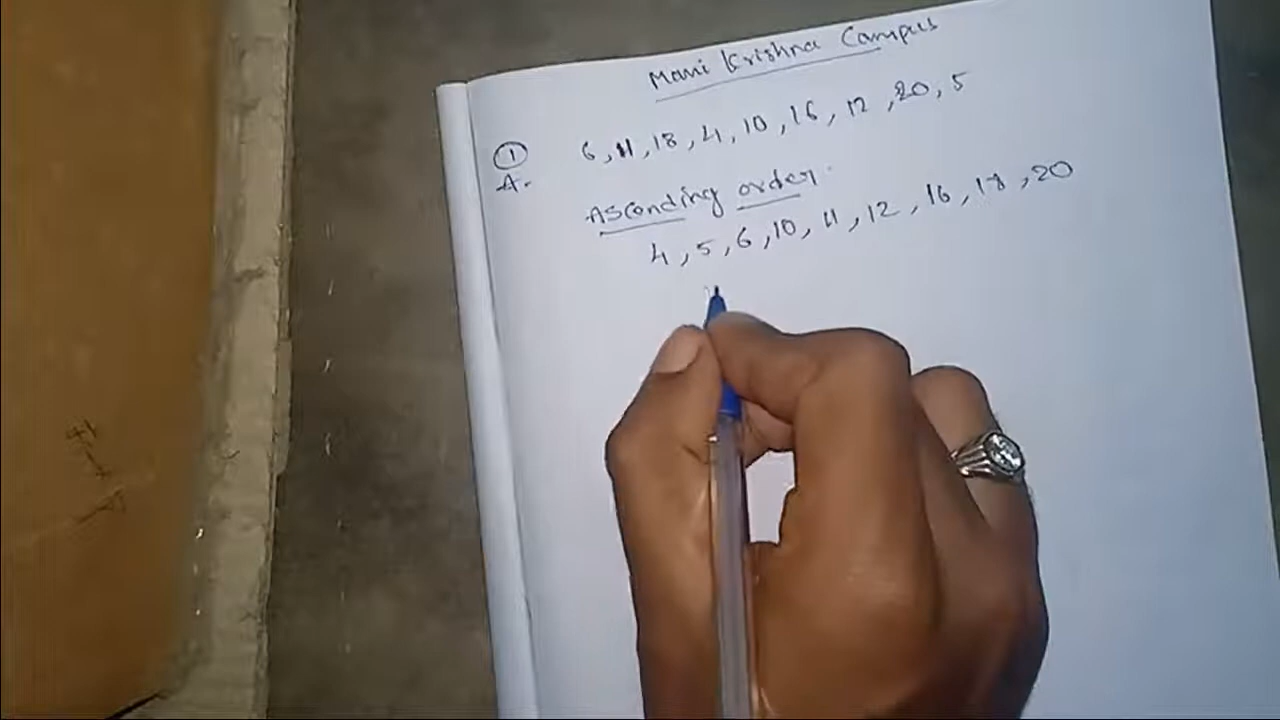 Mani Krishna Campus
① 6, 11, 18, 4, 10, 16, 12, 20, 5
A. Ascending order.
4, 5, 6, 10, 11, 12, 16, 18, 20